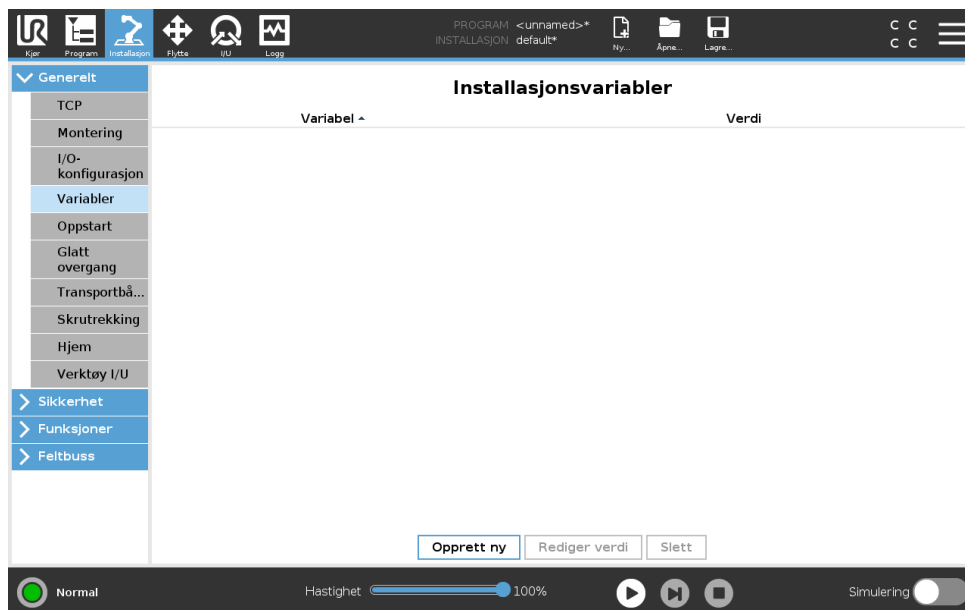 PROGRAM <unnamed>*
INSTALLASJON default*
UR
Kjør Program Installasjon Flytte I/U Logg
Ny... Åpne... Lagre...
C C
C C
Generelt
TCP
Montering
I/O-
konfigurasjon
Variabler
Oppstart
Glatt
overgang
Transportbå...
Skrutrekking
Hjem
Verktøy I/U
Sikkerhet
Funksjoner
Feltbuss
Installasjonsvariabler
Variabel Verdi
Opprett ny Rediger verdi Slett
Normal Hastighet 100% Simulering